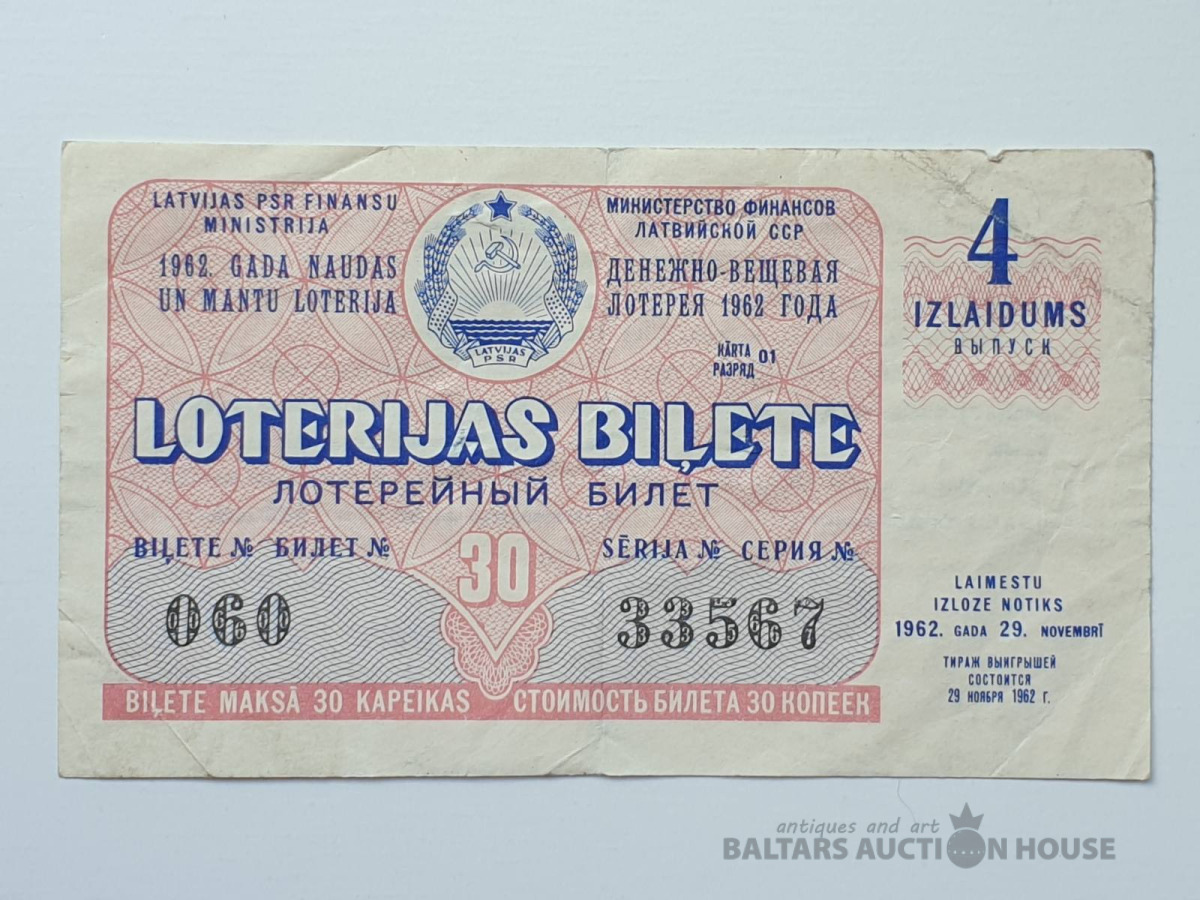 LATVIJAS PSR FINANSU
MINISTRIJA
1962. GADA NAUDAS
UN MANTU LOTERIJA
LATVIJAS
PSR
МИНИСТЕРСТВО ФИНАНСОВ
ЛАТВИЙСКОЙ ССР
ДЕНЕЖНО-ВЕЩЕВАЯ
ЛОТЕРЕЯ 1962 ГОДА
KĀRTA
РАЗРЯД 01
4
IZLAIDUMS
ВЫПУСК
LOTERIJAS BIĻETE
ЛОТЕРЕЙНЫЙ БИЛЕТ
BIĻETE № БИЛЕТ №
30
SĒRIJA № СЕРИЯ №
060
33567
LAIMESTU
IZLOZE NOTIKS
1962. GADA 29. NOVEMBRĪ
ТИРАЖ ВЫИГРЫШЕЙ
СОСТОИТСЯ
29 НОЯБРЯ 1962 г.
BIĻETE MAKSĀ 30 KAPEIKAS
СТОИМОСТЬ БИЛЕТА 30 КОПЕЕК
antiques and art
BALTARS AUCTION HOUSE